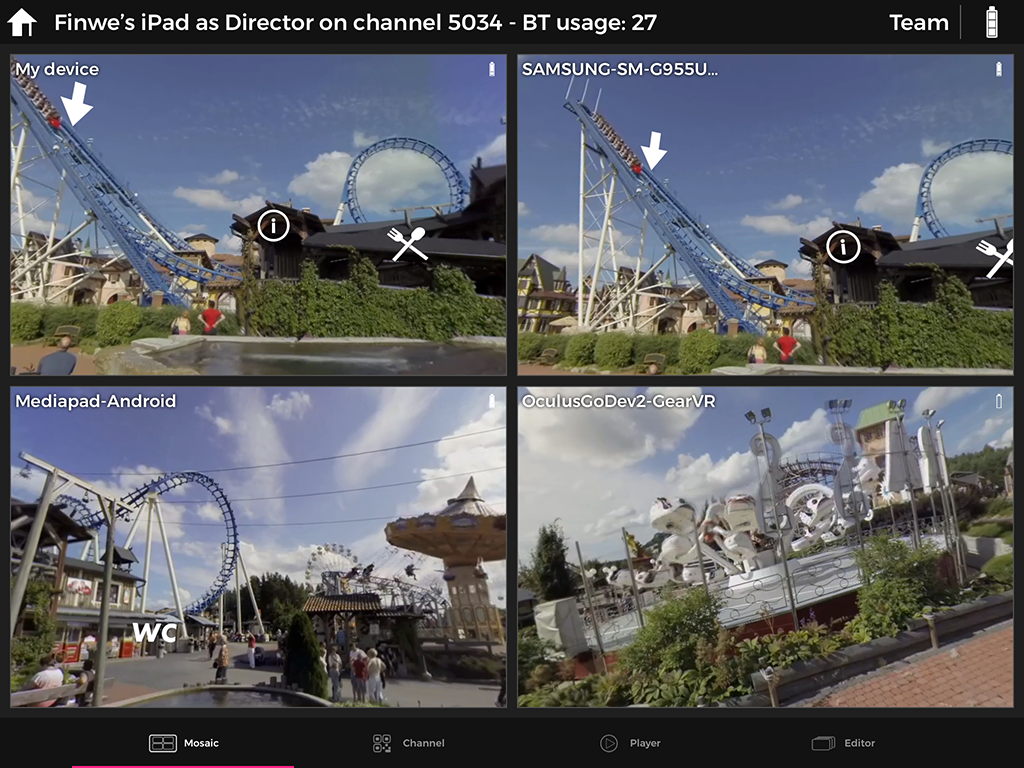 Finwe’s iPad as Director on channel 5034 - BT usage: 27
Team
My device
SAMSUNG-SM-G955U...
i
i
Mediapad-Android
OculusGoDev2-GearVR
WC
Mosaic
Channel
Player
Editor